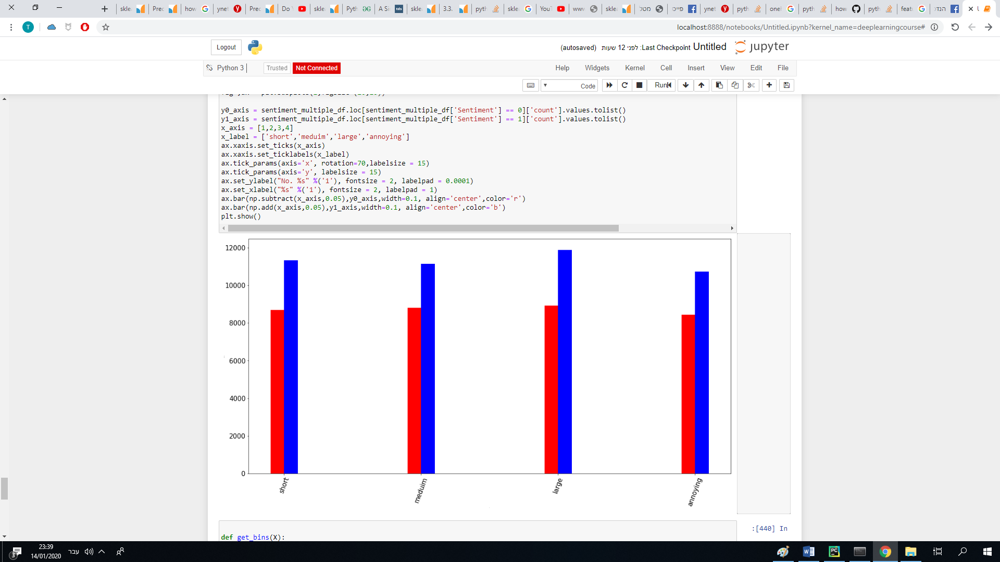 skle
Prec
how
ynet
Prec
Do
skle
Pyth
A Si
tds
skle
3.3.
pyth
skle
YouT
www
skle
מטל
פייס
ynet
pyth
onel
pyth
how
pyth
feat
הנדס
T
localhost:8888/notebooks/Untitled.ipynb?kernel_name=deeplearningcourse#
Logout
(autosaved) לפני 12 שעות :Last Checkpoint Untitled jupyter
Python 3 Trusted Not Connected Help Widgets Kernel Cell Insert View Edit File
Code Run
y0_axis = sentiment_multiple_df.loc[sentiment_multiple_df['Sentiment'] == 0]['count'].values.tolist()
y1_axis = sentiment_multiple_df.loc[sentiment_multiple_df['Sentiment'] == 1]['count'].values.tolist()
x_axis = [1,2,3,4]
x_label = ['short','meduim','large','annoying']
ax.xaxis.set_ticks(x_axis)
ax.xaxis.set_ticklabels(x_label)
ax.tick_params(axis='x', rotation=70,labelsize = 15)
ax.tick_params(axis='y', labelsize = 15)
ax.set_ylabel("No. %s" %('1'), fontsize = 2, labelpad = 0.0001)
ax.set_xlabel("%s" %('1'), fontsize = 2, labelpad = 1)
ax.bar(np.subtract(x_axis,0.05),y0_axis,width=0.1, align='center',color='r')
ax.bar(np.add(x_axis,0.05),y1_axis,width=0.1, align='center',color='b')
plt.show()
12000
10000
8000
6000
4000
2000
0
short meduim large annoying
:[440] In
def get_bins(X):
3
23:39
14/01/2020
עבר
PC